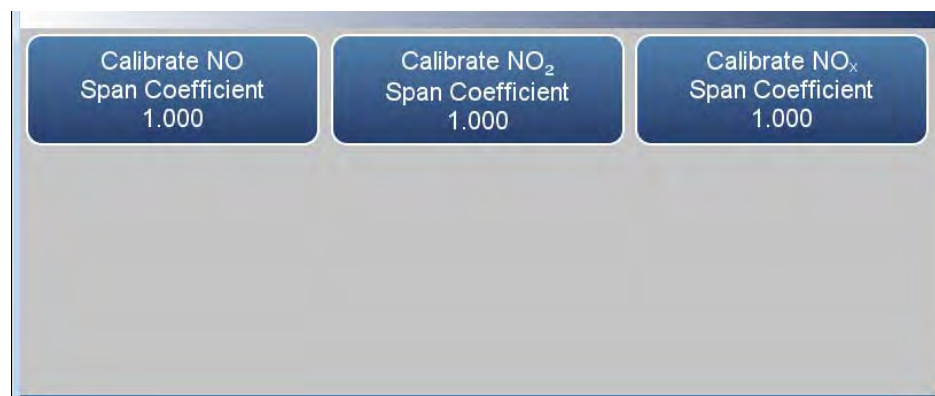 Calibrate NO
Span Coefficient
1.000
Calibrate NO₂
Span Coefficient
1.000
Calibrate NOₓ
Span Coefficient
1.000